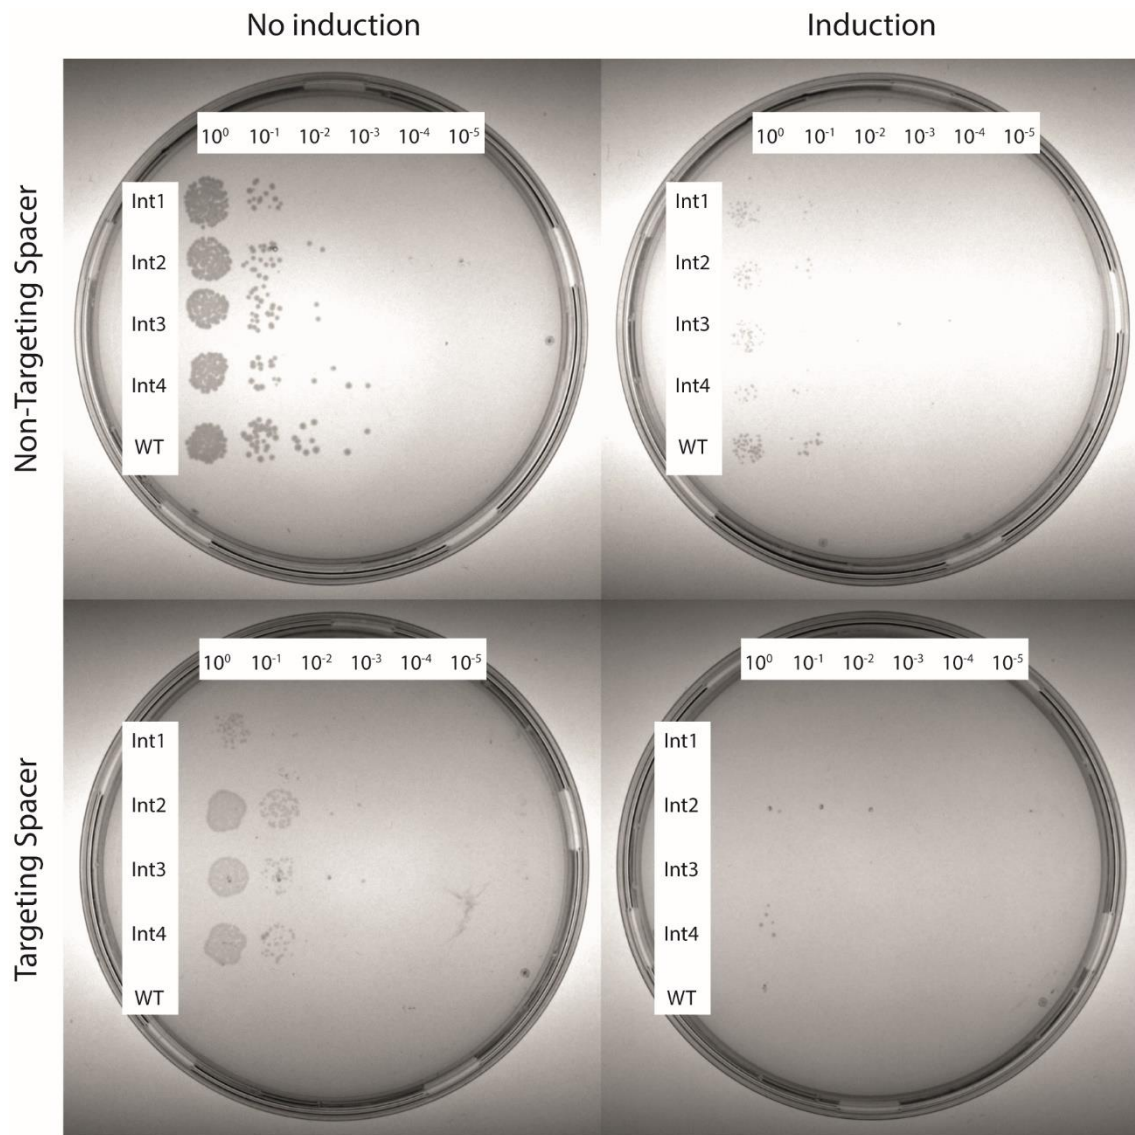 No induction
Induction
Non-Targeting Spacer
10⁰ 10⁻¹ 10⁻² 10⁻³ 10⁻⁴ 10⁻⁵
Int1
Int2
Int3
Int4
WT
10⁰ 10⁻¹ 10⁻² 10⁻³ 10⁻⁴ 10⁻⁵
Int1
Int2
Int3
Int4
WT
Targeting Spacer
10⁰ 10⁻¹ 10⁻² 10⁻³ 10⁻⁴ 10⁻⁵
Int1
Int2
Int3
Int4
WT
10⁰ 10⁻¹ 10⁻² 10⁻³ 10⁻⁴ 10⁻⁵
Int1
Int2
Int3
Int4
WT